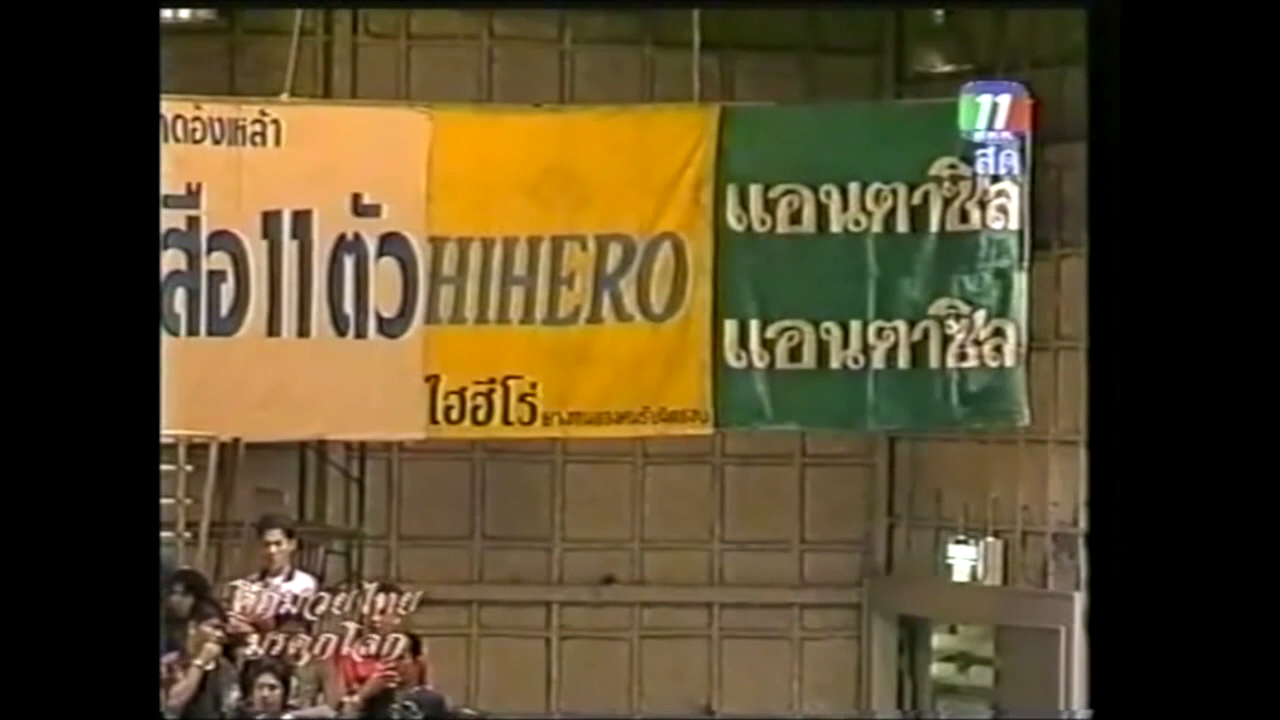 ดองเหล้า
สือ 11 ตัว
HIHERO
ไฮฮีโร่
แอนตาซิล
แอนตาซิล
11
สด
ศึกมวยไทย
มรดกโลก